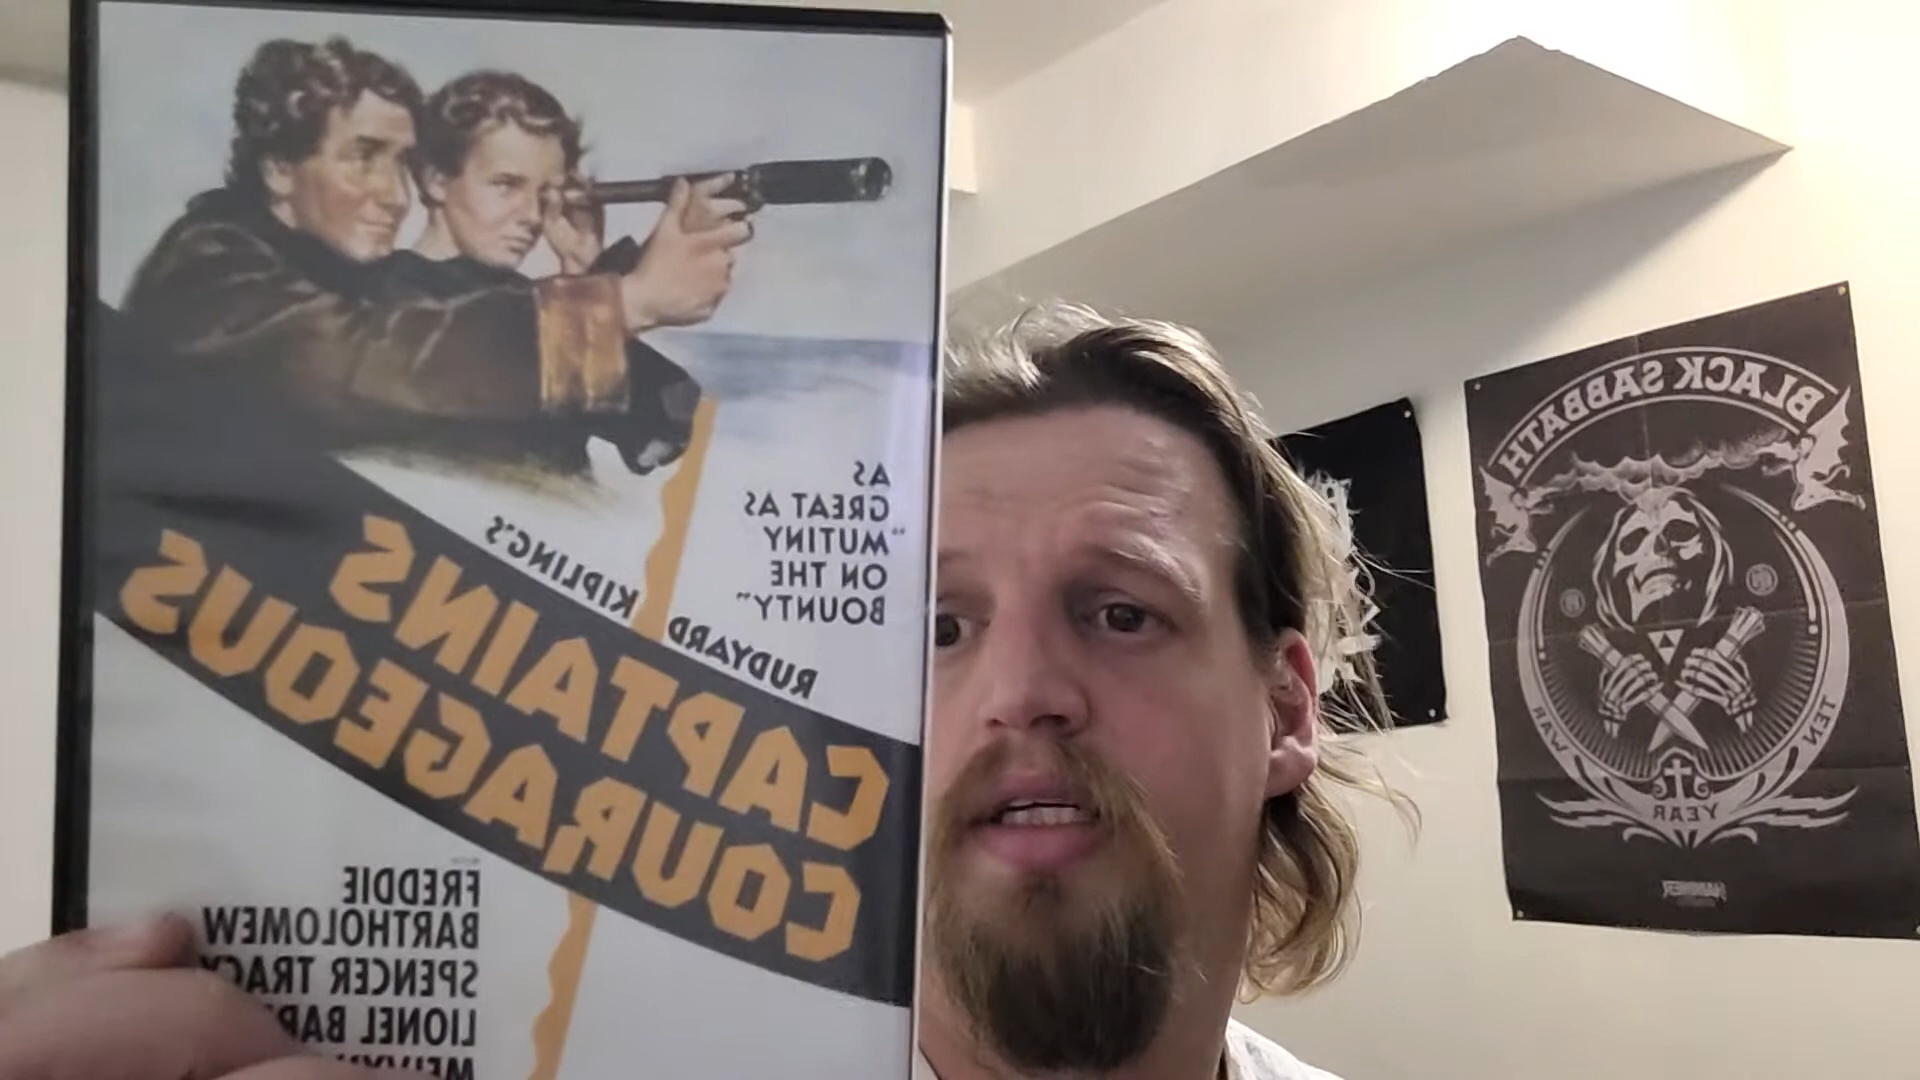 AS
GREAT AS
"MUTINY
ON THE
BOUNTY"
RUDYARD KIPLING'S
CAPTAINS
COURAGEOUS
FREDDIE
BARTHOLOMEW
SPENCER TRACY
LIONEL
BLACK SABBATH
TEN
YEAR
WAR